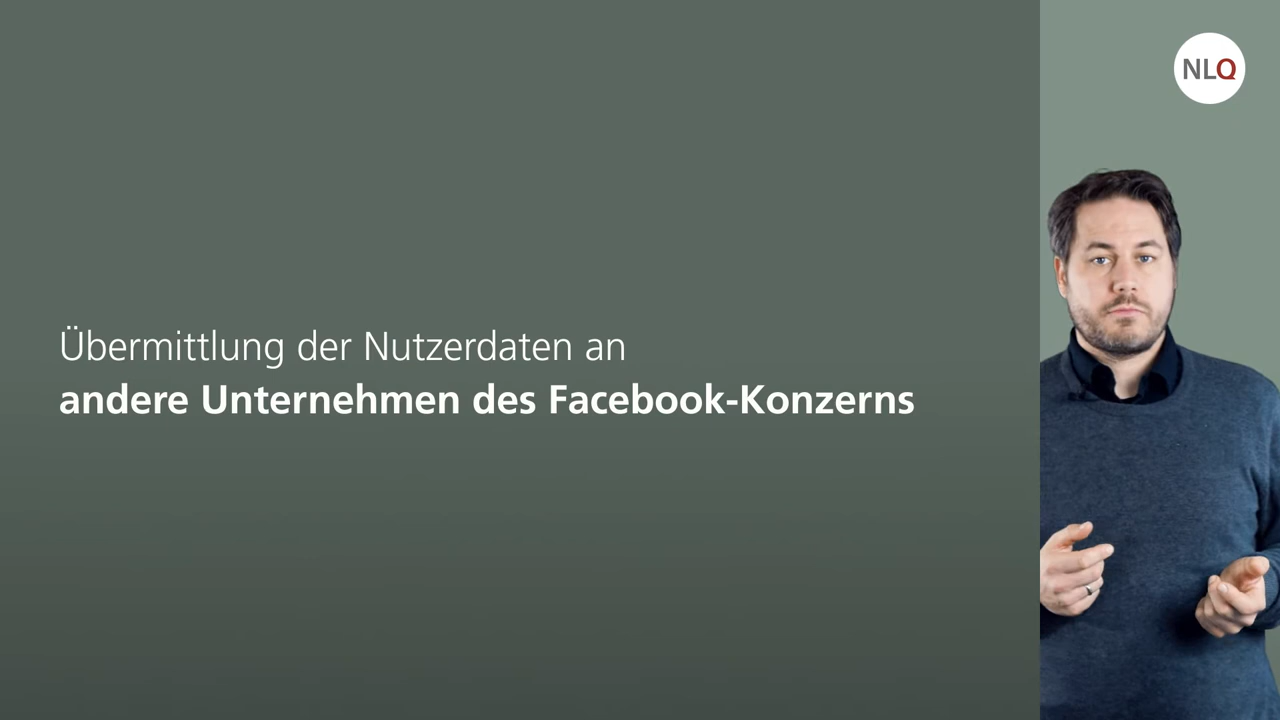 NLQ
Übermittlung der Nutzerdaten an
andere Unternehmen des Facebook-Konzerns